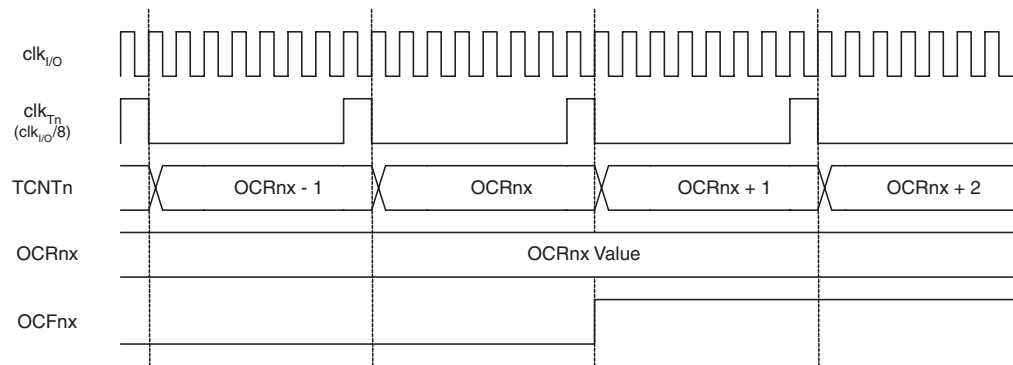 clkI/O
clkTn
(clkI/O/8)
TCNTn OCRnx - 1 OCRnx OCRnx + 1 OCRnx + 2
OCRnx OCRnx Value
OCFnx